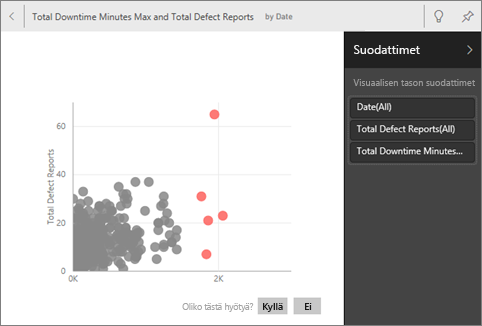 Total Downtime Minutes Max and Total Defect Reports by Date
Suodattimet
Visuaalisen tason suodattimet
Date(All)
Total Defect Reports(All)
Total Downtime Minutes...
Total Defect Reports
60
40
20
0
0K
2K
Oliko tästä hyötyä? Kyllä Ei